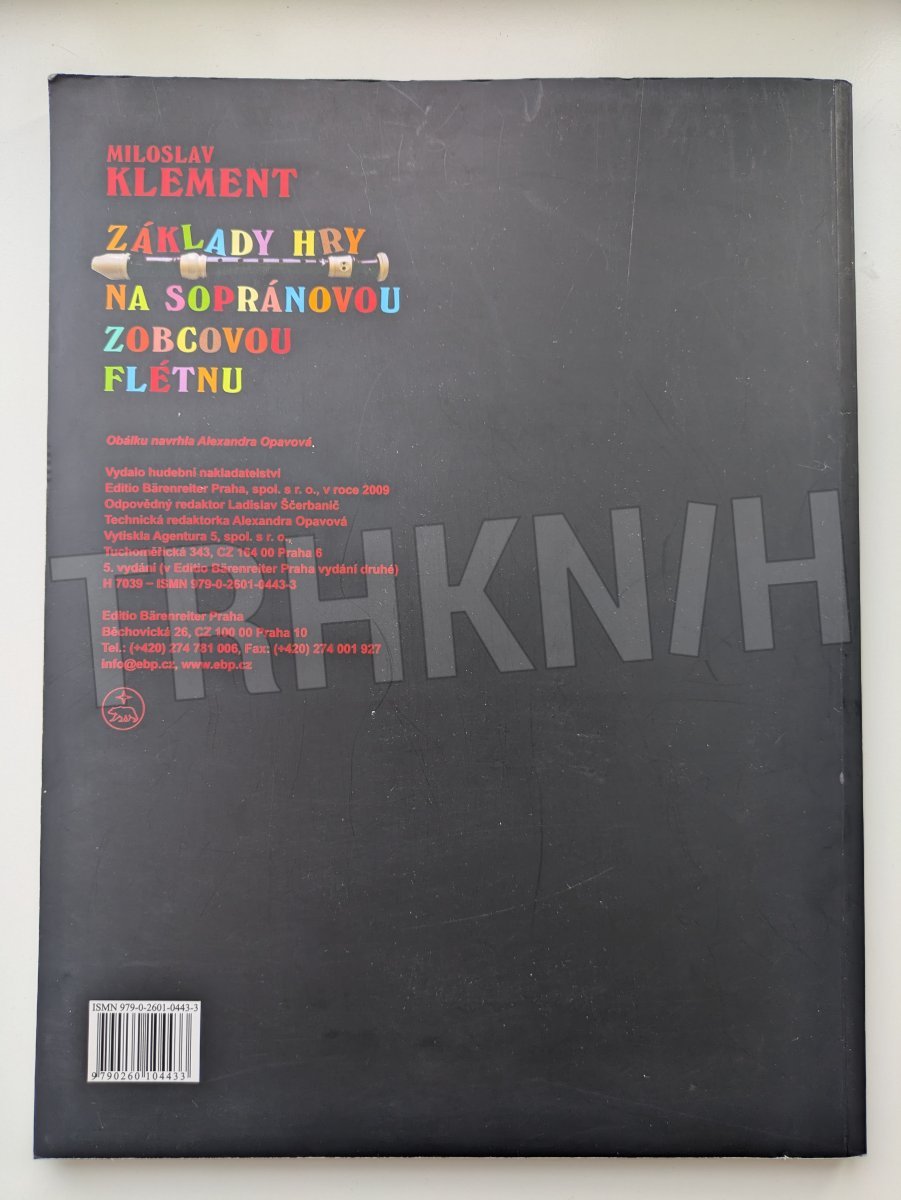 MILOSLAV
KLEMENT
ZÁKLADY HRY
NA SOPRÁNOVOU
ZOBCOVOU
FLÉTNU
Obálku navrhla Alexandra Opavová.
Vydalo hudební nakladatelství
Editio Bärenreiter Praha, spol. s r. o., v roce 2009
Odpovědný redaktor Ladislav Ščerbanič
Technická redaktorka Alexandra Opavová
Vytiskla Agentura 5, spol. s r. o.,
Tuchoměřická 343, CZ 164 00 Praha 6
5. vydání (v Editio Bärenreiter Praha vydání druhé)
H 7039 – ISMN 979-0-2601-0443-3
Editio Bärenreiter Praha
Běchovická 26, CZ 100 00 Praha 10
Tel.: (+420) 274 781 006, Fax: (+420) 274 001 927
info@ebp.cz, www.ebp.cz
TRHKN/H
ISMN 979-0-2601-0443-3
9 790260 104433